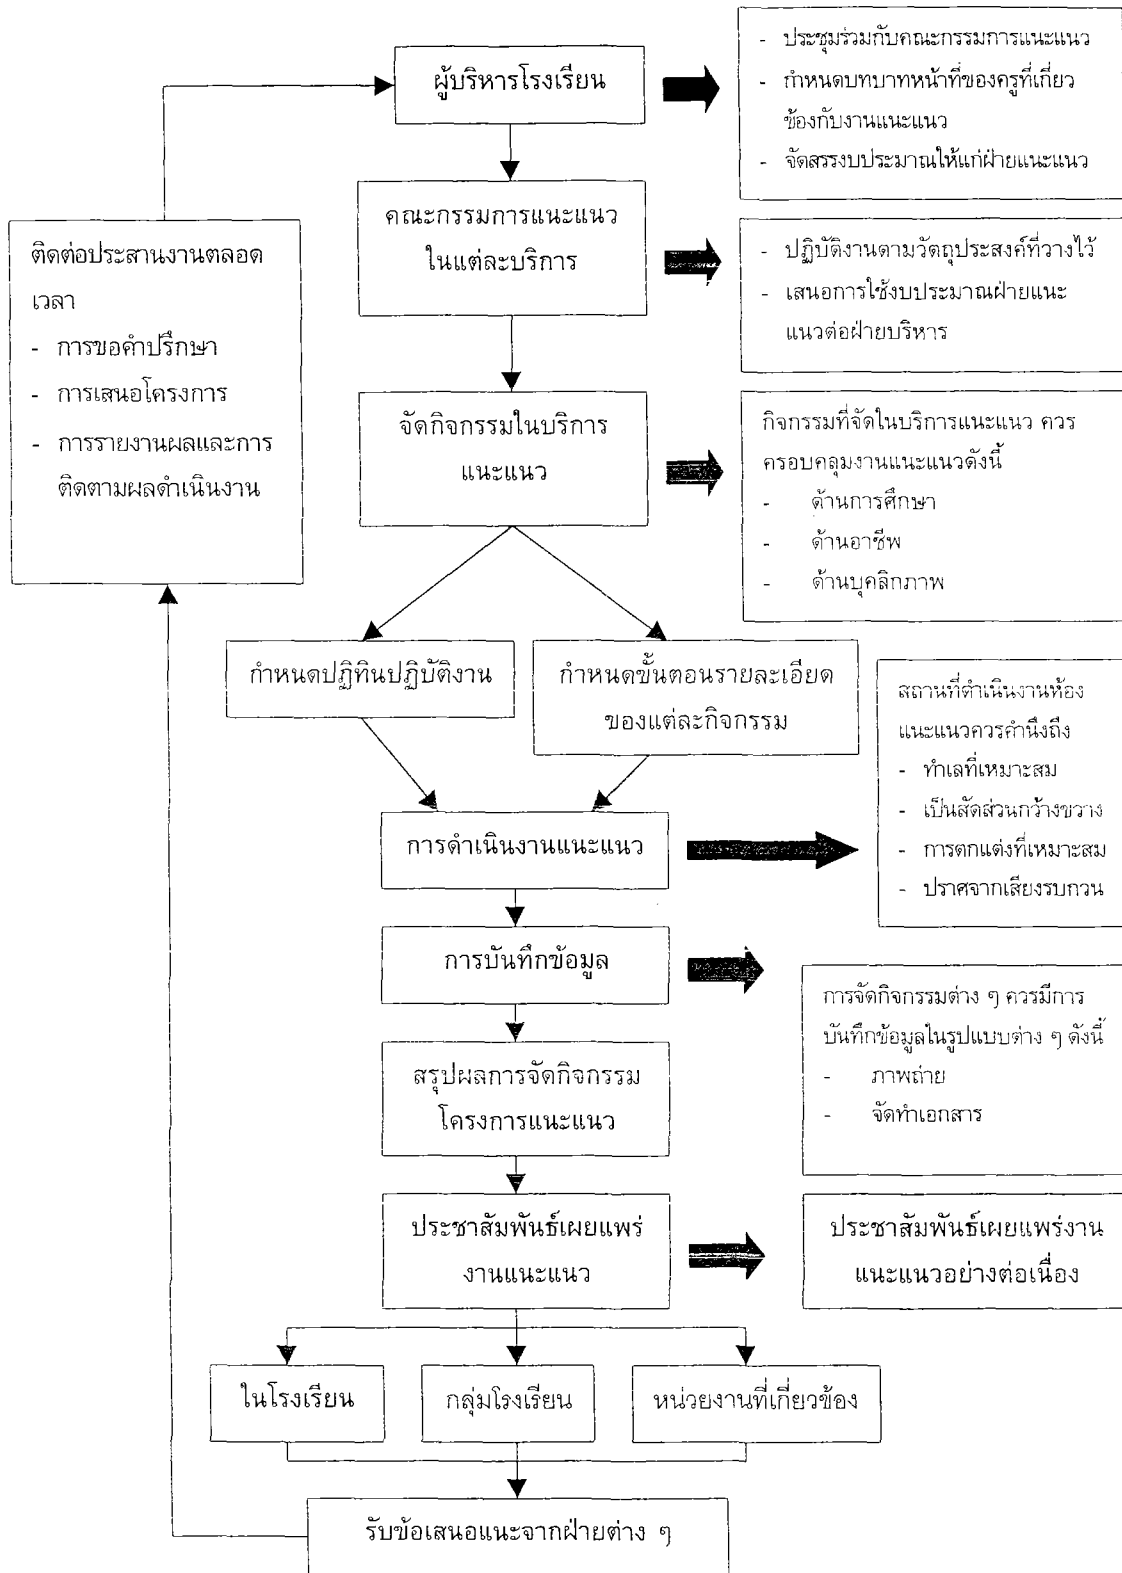 ผู้บริหารโรงเรียน
- ประชุมร่วมกับคณะกรรมการแนะแนว
- กำหนดบทบาทหน้าที่ของครูที่เกี่ยว
ข้องกับงานแนะแนว
- จัดสรรงบประมาณให้แก่ฝ่ายแนะแนว
คณะกรรมการแนะแนว
ในแต่ละบริการ
- ปฏิบัติงานตามวัตถุประสงค์ที่วางไว้
- เสนอการใช้งบประมาณฝ่ายแนะ
แนวต่อฝ่ายบริหาร
ติดต่อประสานงานตลอด
เวลา
- การขอคำปรึกษา
- การเสนอโครงการ
- การรายงานผลและการ
ติดตามผลดำเนินงาน
จัดกิจกรรมในบริการ
แนะแนว
กิจกรรมที่จัดในบริการแนะแนว ควร
ครอบคลุมงานแนะแนวดังนี้
- ด้านการศึกษา
- ด้านอาชีพ
- ด้านบุคลิกภาพ
กำหนดปฏิทินปฏิบัติงาน
กำหนดขั้นตอนรายละเอียด
ของแต่ละกิจกรรม
สถานที่ดำเนินงานห้อง
แนะแนวควรคำนึงถึง
- ทำเลที่เหมาะสม
- เป็นสัดส่วนกว้างขวาง
- การตกแต่งที่เหมาะสม
- ปราศจากเสียงรบกวน
การดำเนินงานแนะแนว
การบันทึกข้อมูล
การจัดกิจกรรมต่าง ๆ ควรมีการ
บันทึกข้อมูลในรูปแบบต่าง ๆ ดังนี้
- ภาพถ่าย
- จัดทำเอกสาร
สรุปผลการจัดกิจกรรม
โครงการแนะแนว
ประชาสัมพันธ์เผยแพร่
งานแนะแนว
ประชาสัมพันธ์เผยแพร่งาน
แนะแนวอย่างต่อเนื่อง
ในโรงเรียน
กลุ่มโรงเรียน
หน่วยงานที่เกี่ยวข้อง
รับข้อเสนอแนะจากฝ่ายต่าง ๆ